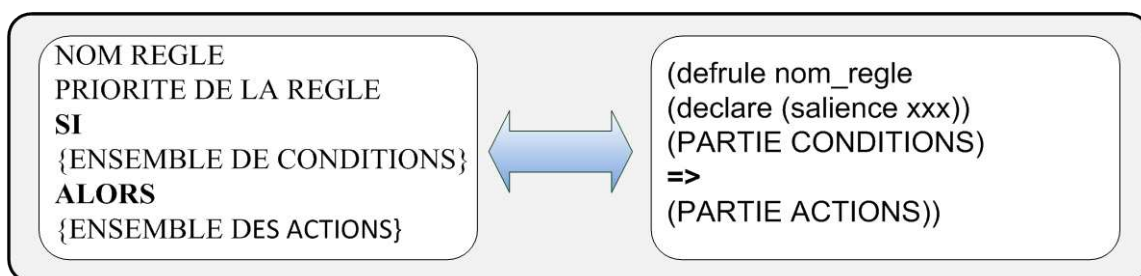 NOM REGLE
PRIORITE DE LA REGLE
SI
{ENSEMBLE DE CONDITIONS}
ALORS
{ENSEMBLE DES ACTIONS}
(defrule nom_regle
(declare (salience xxx))
(PARTIE CONDITIONS)
=>
(PARTIE ACTIONS))